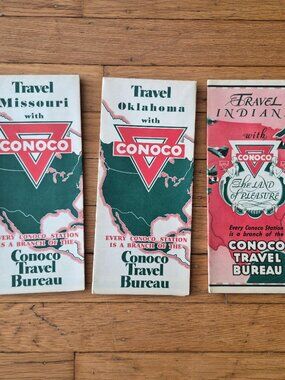 Travel
Missouri
with
CONOCO
EVERY CONOCO STATION
IS A BRANCH OF THE
Conoco
Travel
Bureau
Travel
Oklahoma
with
CONOCO
EVERY CONOCO STATION
IS A BRANCH OF THE
Conoco
Travel
Bureau
TRAVEL
INDIAN
with
CONOCO
The LAND
of PLEASURE
Every Conoco Station
is a branch of the
CONOCO
TRAVEL
BUREAU